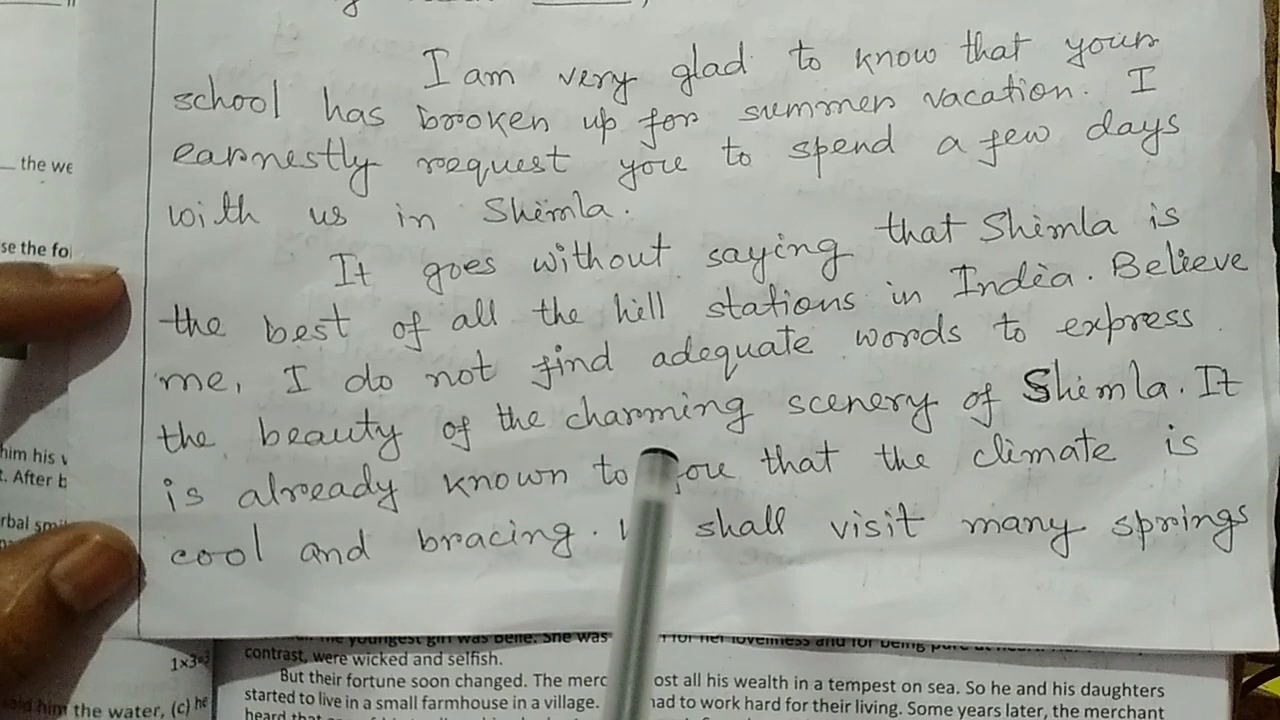 I am very glad to know that your
school has broken up for summer vacation. I
earnestly request you to spend a few days
with us in Shimla.
It goes without saying that Shimla is
the best of all the hill stations in India. Believe
me, I do not find adequate words to express
the beauty of the charming scenery of Shimla. It
is already known to you that the climate is
cool and bracing. shall visit many springs
the we
se the fo
him his
. After b
1×3=3
him the water, (c) he
the youngest girl was Belle. She was for her loveliness and for being
contrast, were wicked and selfish.
But their fortune soon changed. The merc ost all his wealth in a tempest on sea. So he and his daughters
started to live in a small farmhouse in a village. had to work hard for their living. Some years later, the merchant
heard that